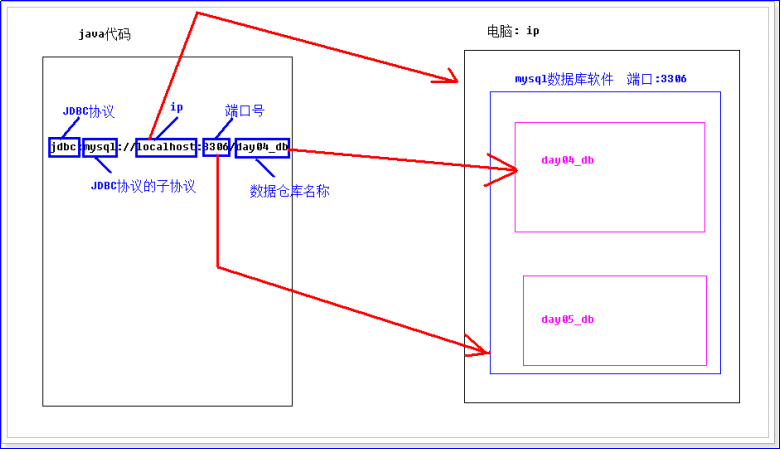 java代码
电脑: ip
mysql数据库软件 端口:3306
JDBC协议
ip
端口号
jdbc:mysql://localhost:3306/day04_db
JDBC协议的子协议
数据仓库名称
day04_db
day05_db